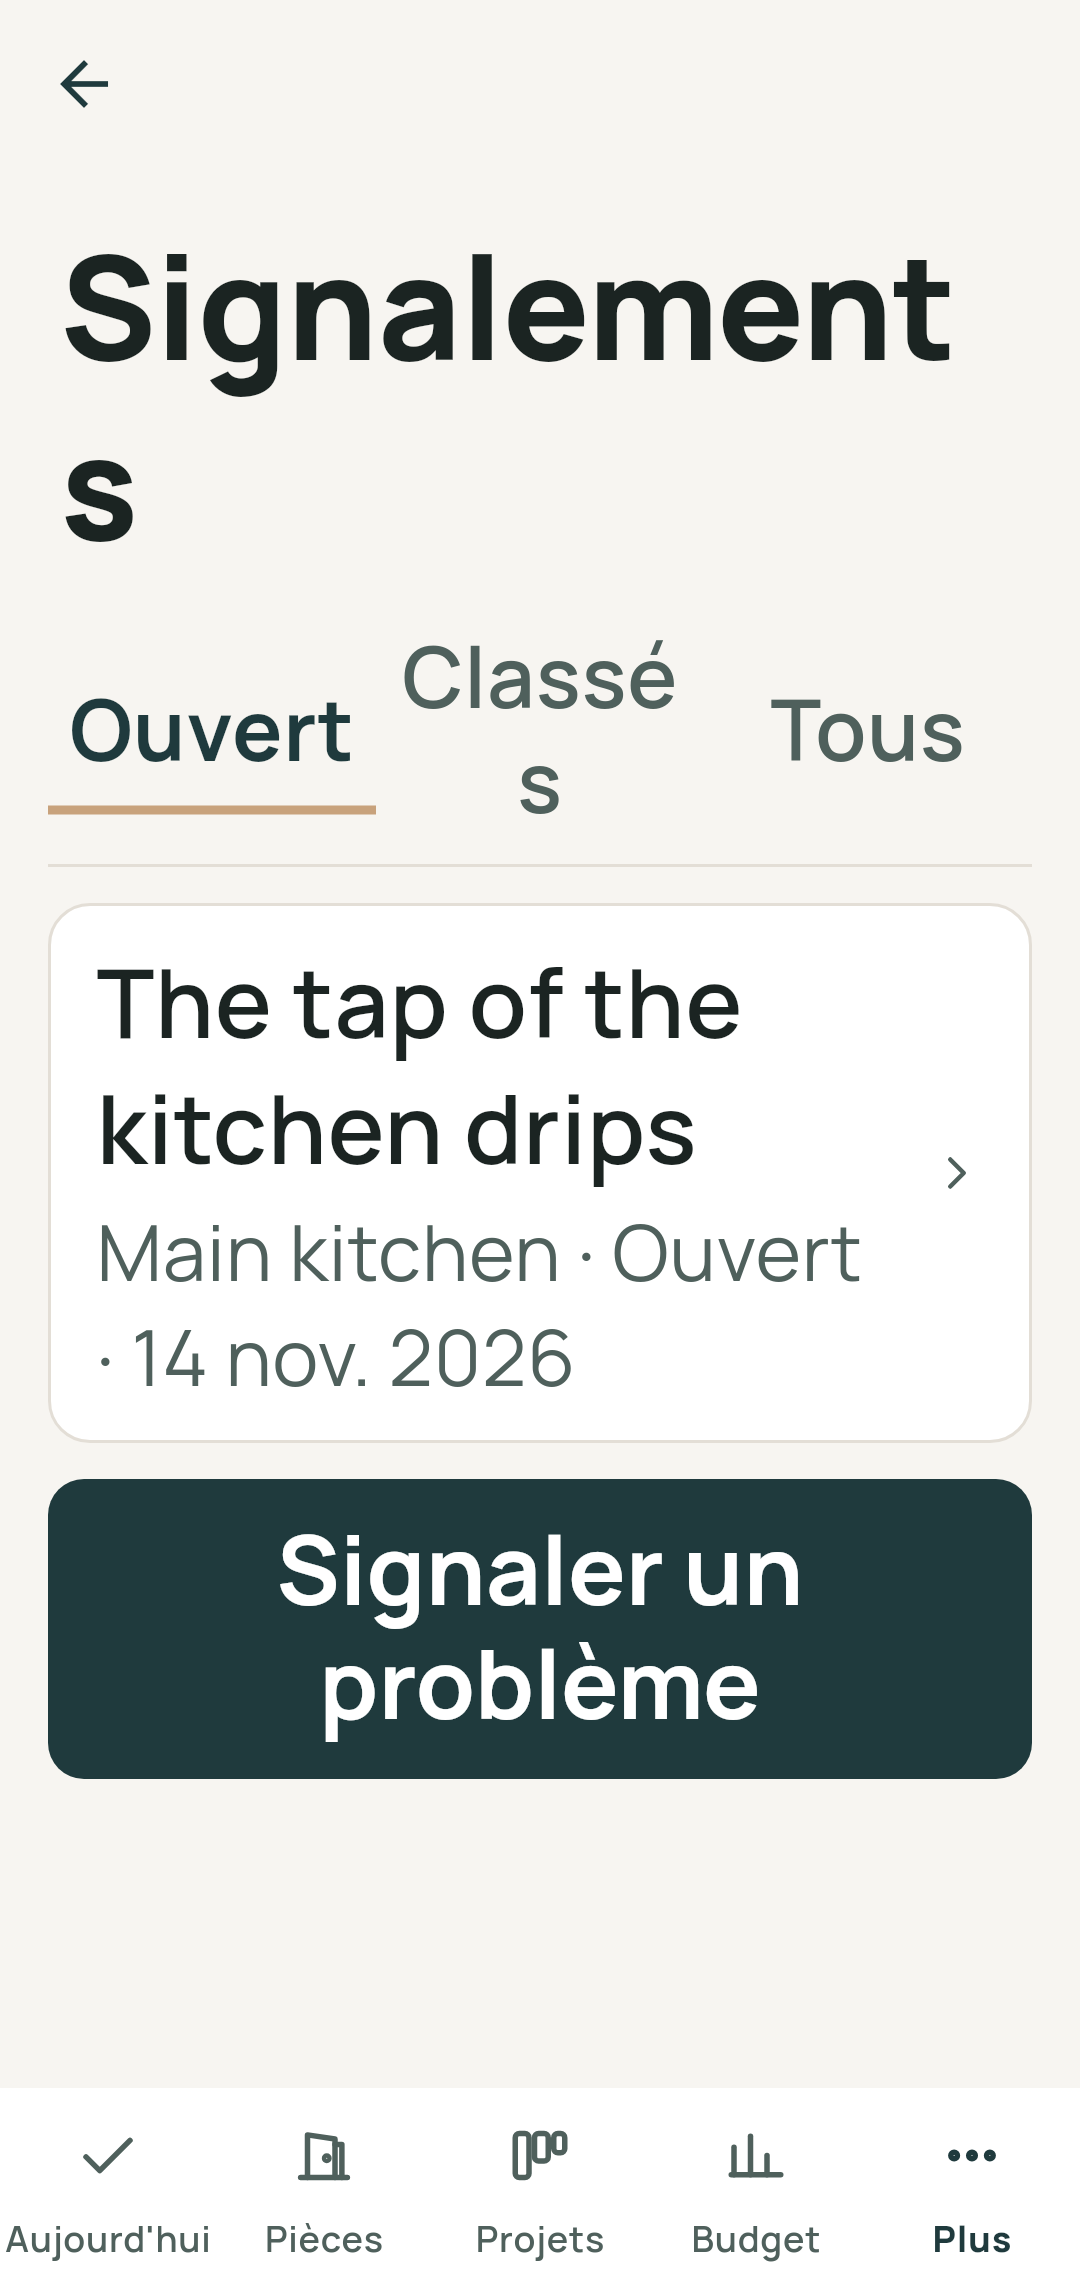 Signalement
s
Ouvert
Classé
s
Tous
The tap of the
kitchen drips
Main kitchen · Ouvert
· 14 nov. 2026
Signaler un
problème
Aujourd'hui
Pièces
Projets
Budget
Plus